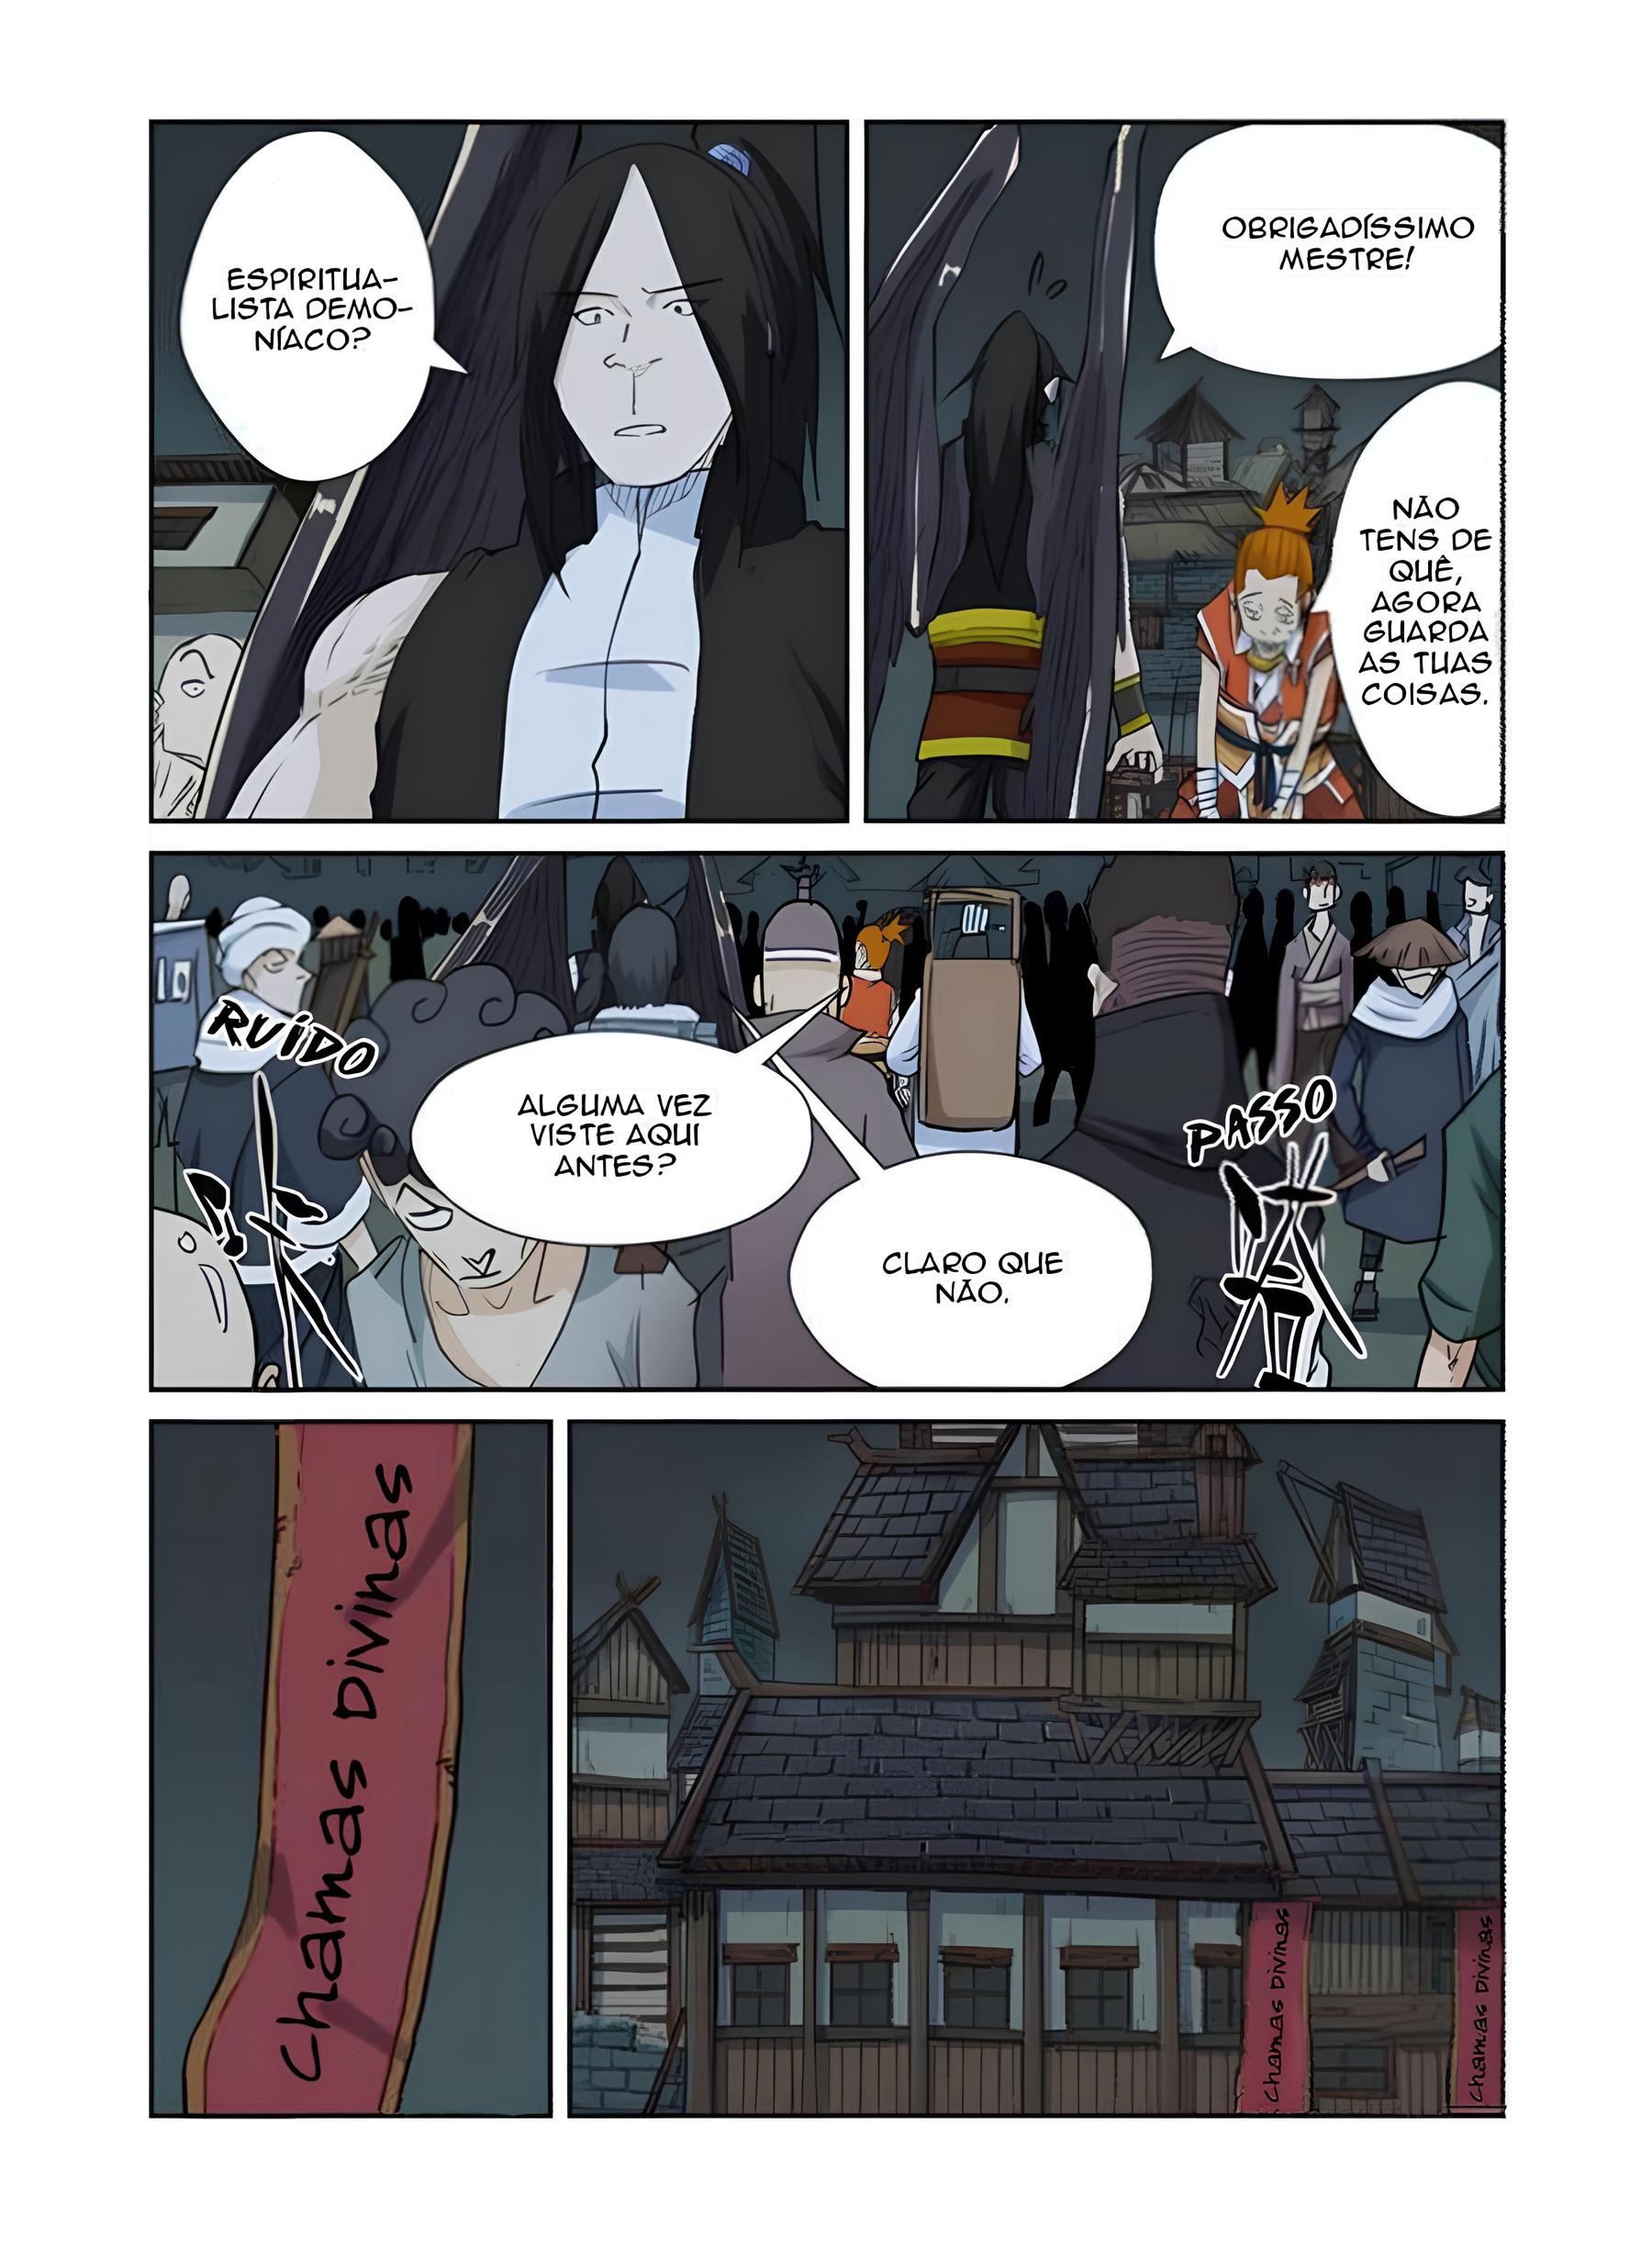 ESPIRITUA-
LISTA DEMO-
NÍACO?
OBRIGADÍSSIMO
MESTRE!
NÃO
TENS DE
QUÊ,
AGORA
GUARDA
AS TUAS
COISAS.
RUÍDO
ALGUMA VEZ
VISTE AQUI
ANTES?
PASSO
CLARO QUE
NÃO.
Chamas Divinas
Chamas Divinas
Chamas Divinas